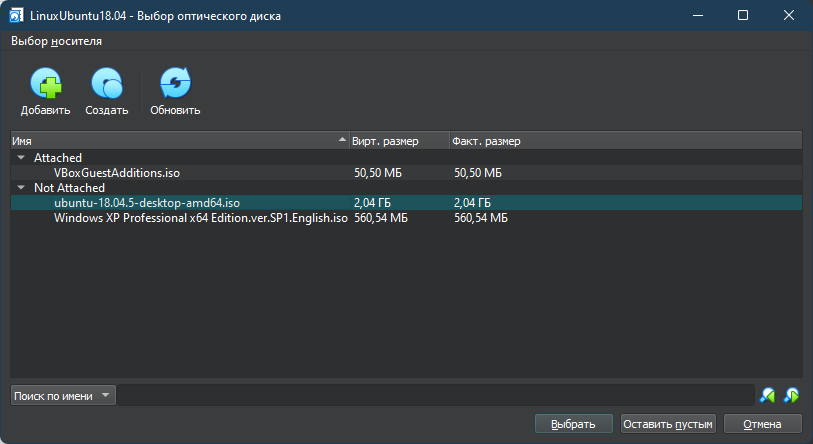 LinuxUbuntu18.04 - Выбор оптического диска
Выбор носителя
Добавить Создать Обновить
Имя Вирт. размер Факт. размер
Attached
VBoxGuestAdditions.iso 50,50 МБ 50,50 МБ
Not Attached
ubuntu-18.04.5-desktop-amd64.iso 2,04 ГБ 2,04 ГБ
Windows XP Professional x64 Edition.ver.SP1.English.iso 560,54 МБ 560,54 МБ
Поиск по имени
Выбрать Оставить пустым Отмена